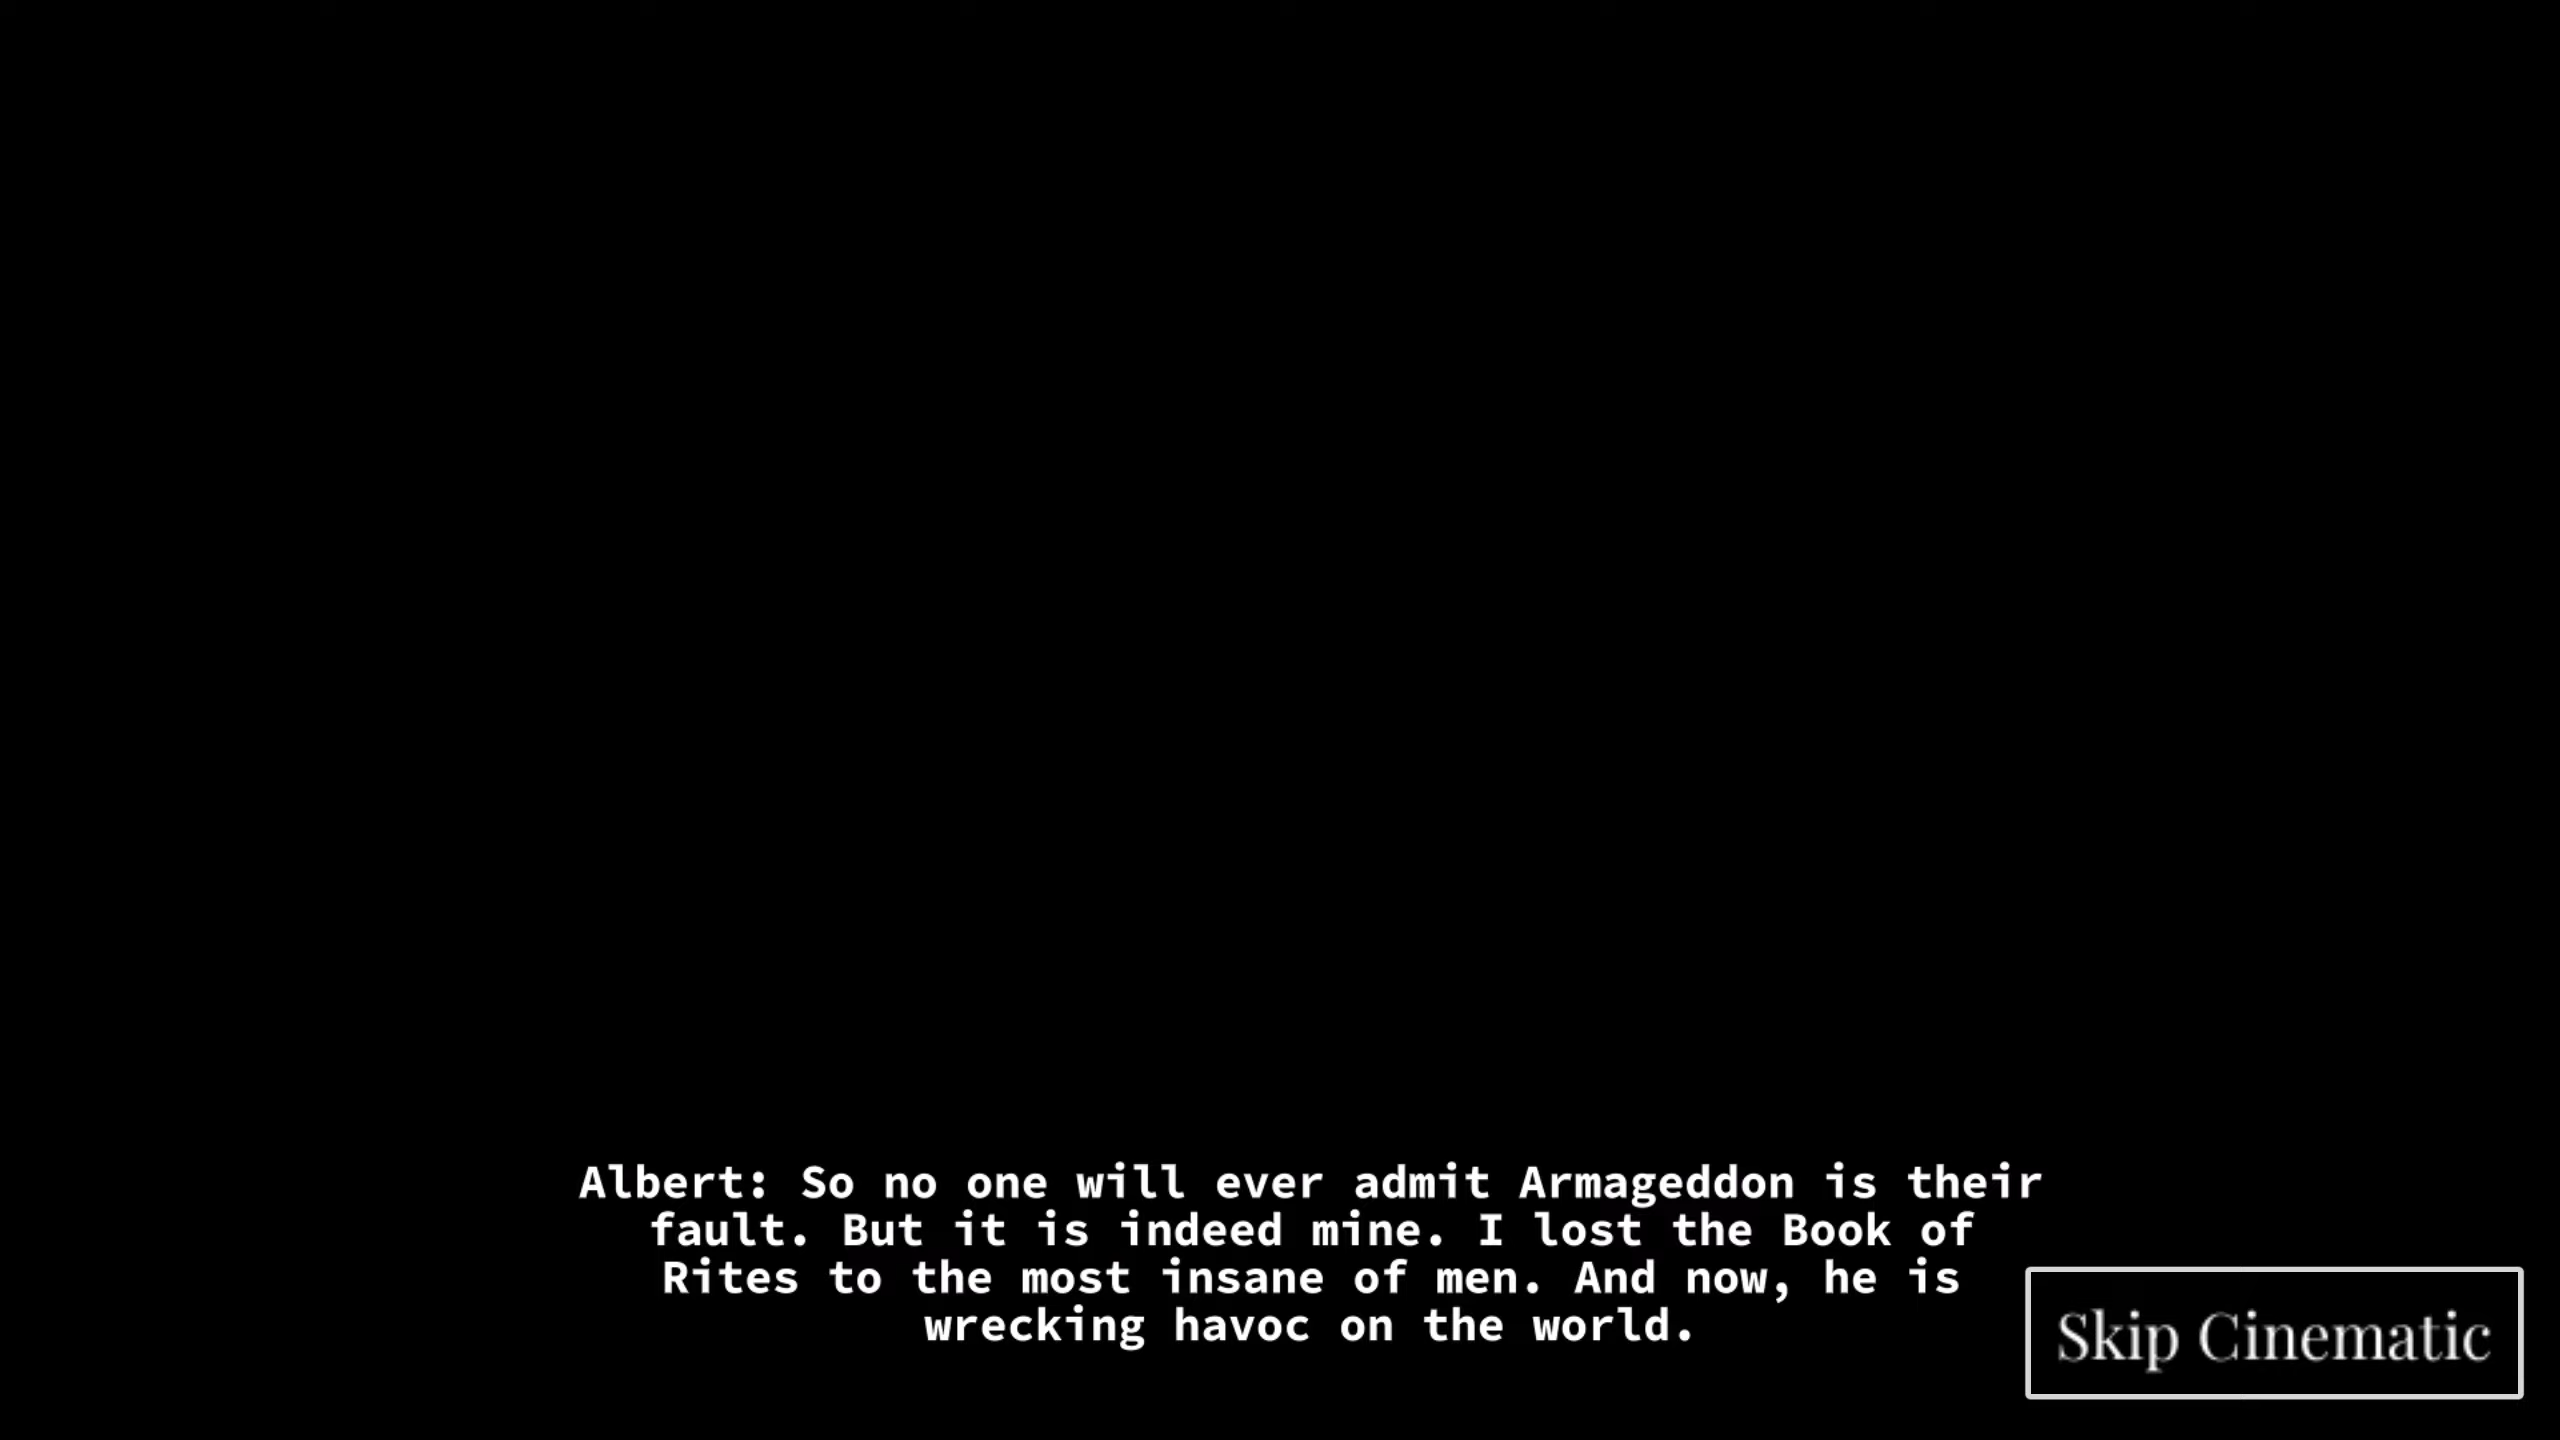 Albert: So no one will ever admit Armageddon is their
fault. But it is indeed mine. I lost the Book of
Rites to the most insane of men. And now, he is
wrecking havoc on the world.
Skip Cinematic